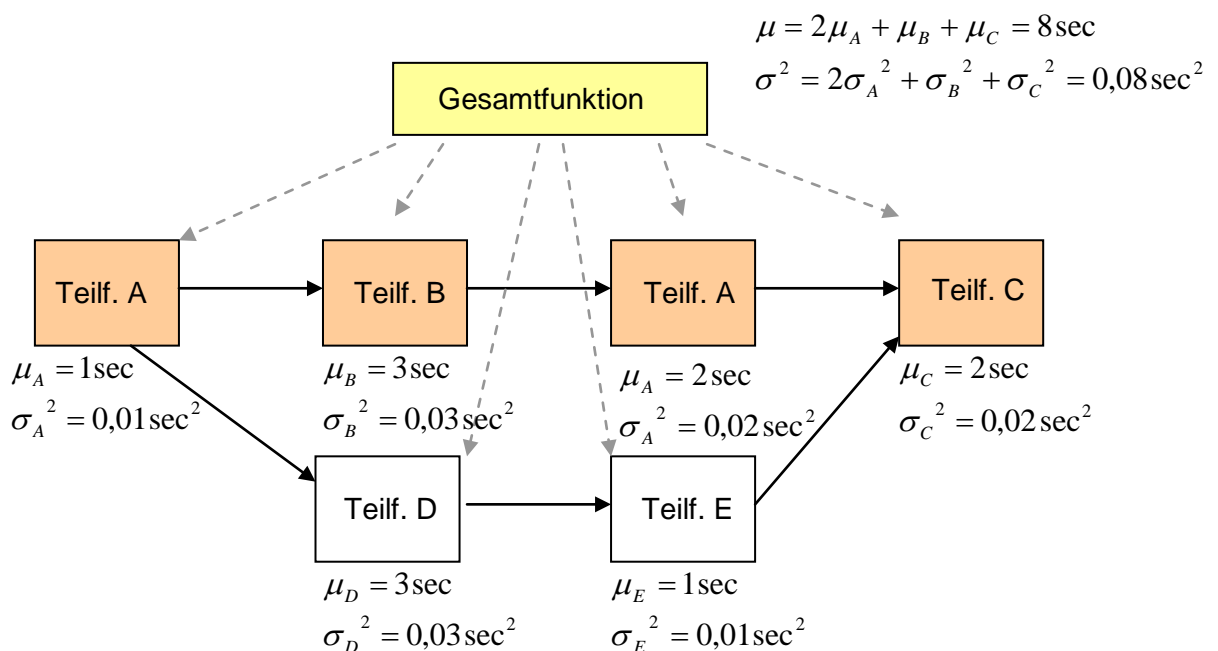 μ = 2μ_A + μ_B + μ_C = 8sec
σ² = 2σ_A² + σ_B² + σ_C² = 0,08sec²
Gesamtfunktion
Teilf. A
Teilf. B
Teilf. A
Teilf. C
μ_A = 1sec
σ_A² = 0,01sec²
μ_B = 3sec
σ_B² = 0,03sec²
μ_A = 2sec
σ_A² = 0,02sec²
μ_C = 2sec
σ_C² = 0,02sec²
Teilf. D
Teilf. E
μ_D = 3sec
σ_D² = 0,03sec²
μ_E = 1sec
σ_E² = 0,01sec²